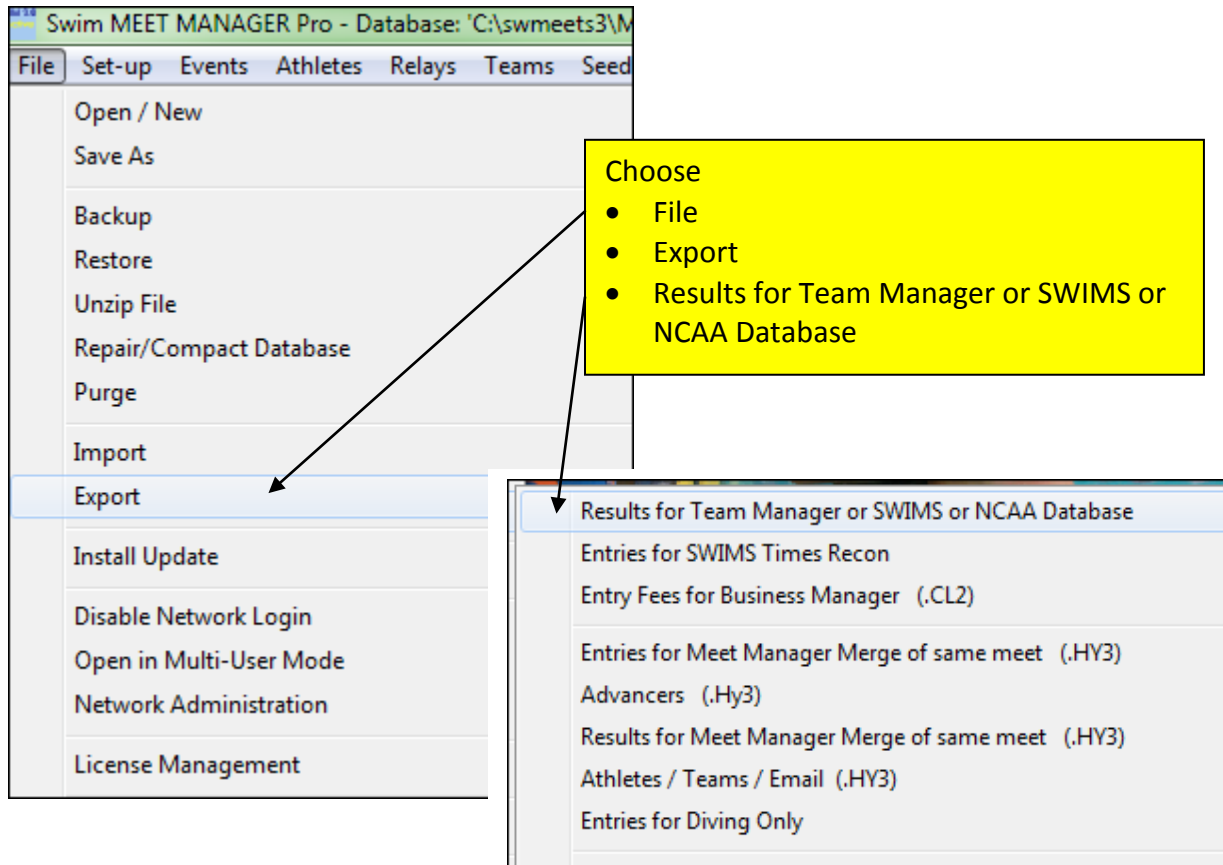 Swim MEET MANAGER Pro - Database: 'C:\swmeets3\M
File Set-up Events Athletes Relays Teams Seed
Open / New
Save As
Backup
Restore
Unzip File
Repair/Compact Database
Purge
Import
Export
Install Update
Disable Network Login
Open in Multi-User Mode
Network Administration
License Management
Choose
• File
• Export
• Results for Team Manager or SWIMS or
NCAA Database
Results for Team Manager or SWIMS or NCAA Database
Entries for SWIMS Times Recon
Entry Fees for Business Manager (.CL2)
Entries for Meet Manager Merge of same meet (.HY3)
Advancers (.Hy3)
Results for Meet Manager Merge of same meet (.HY3)
Athletes / Teams / Email (.HY3)
Entries for Diving Only